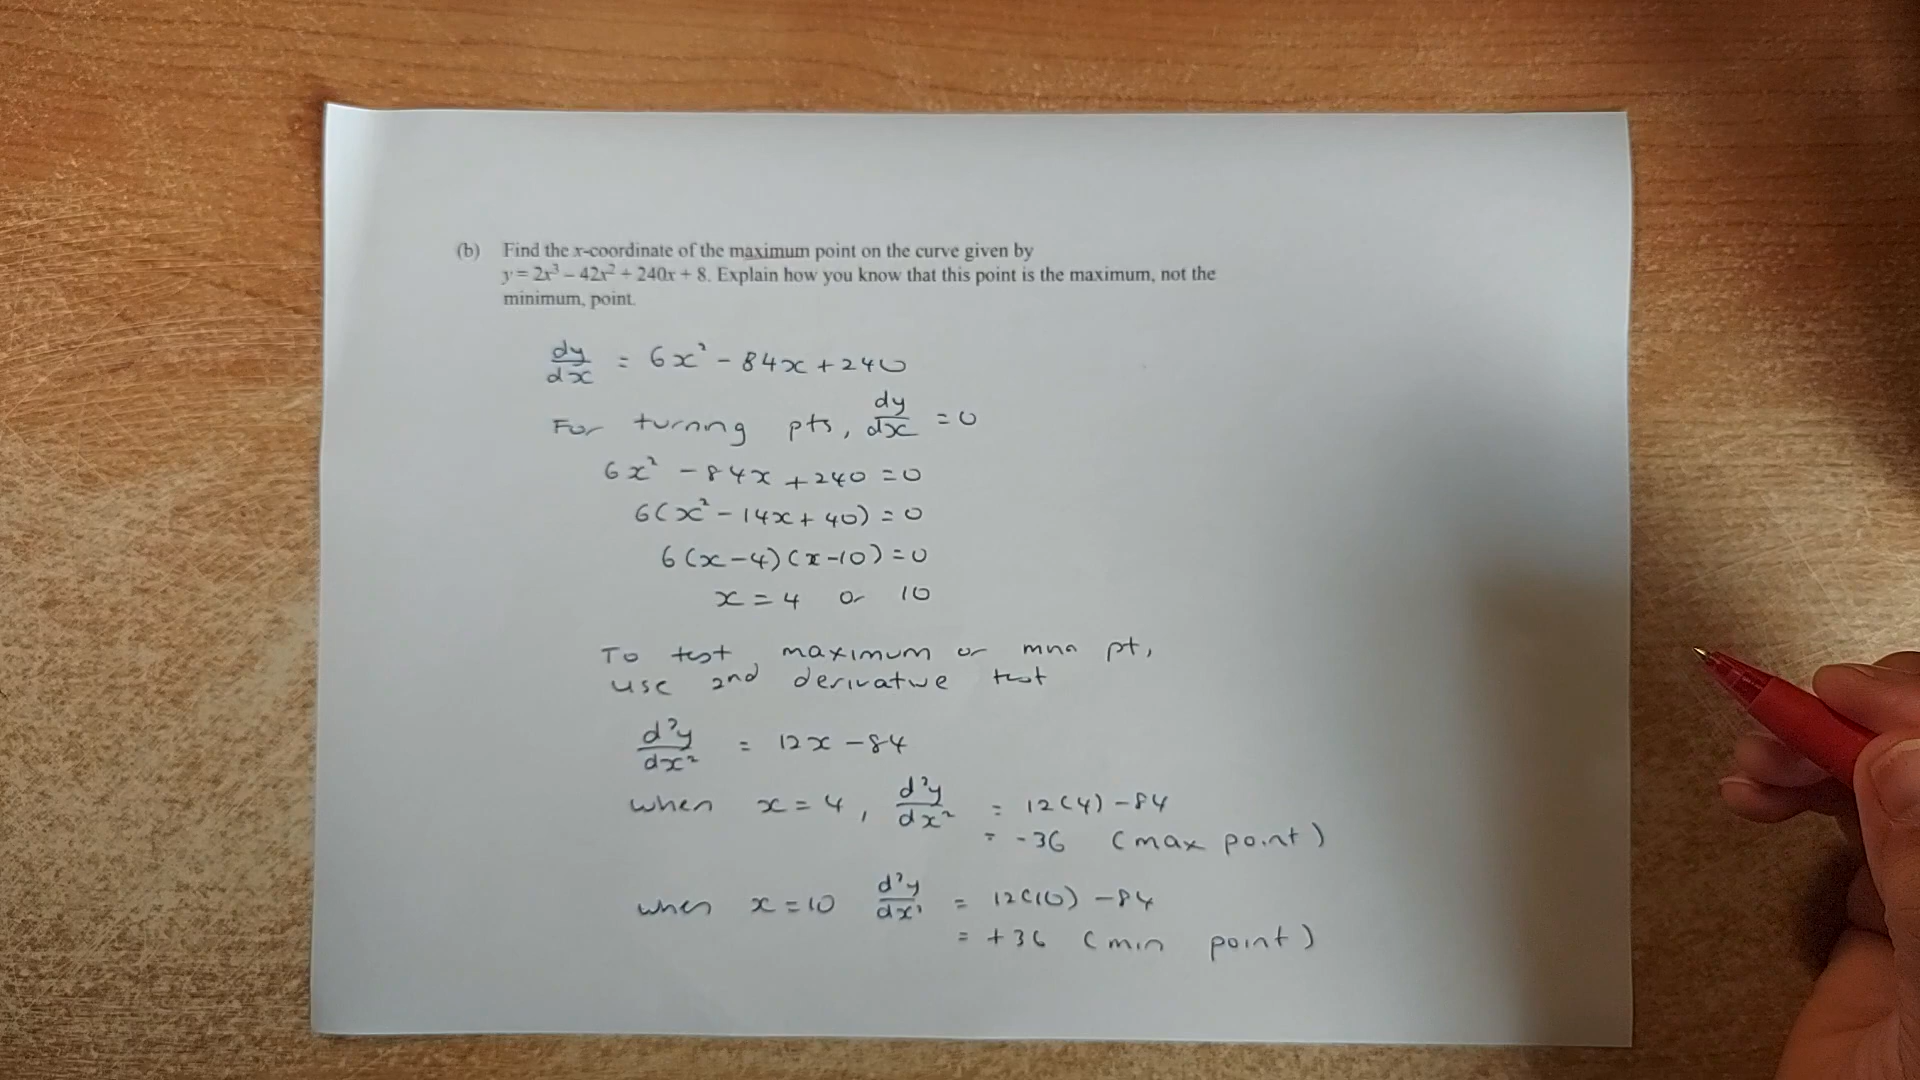 (b) Find the x-coordinate of the maximum point on the curve given by
y = 2x³ – 42x² + 240x + 8. Explain how you know that this point is the maximum, not the
minimum, point.
dy/dx = 6x² - 84x + 240
For turning pts, dy/dx = 0
6x² - 84x + 240 = 0
6(x² - 14x + 40) = 0
6(x-4)(x-10) = 0
x = 4 or 10
To test maximum or min pt,
use 2nd derivative test
d²y/dx² = 12x - 84
when x = 4, d²y/dx² = 12(4) - 84
= -36 (max point)
when x = 10 d²y/dx² = 12(10) - 84
= +36 (min point)